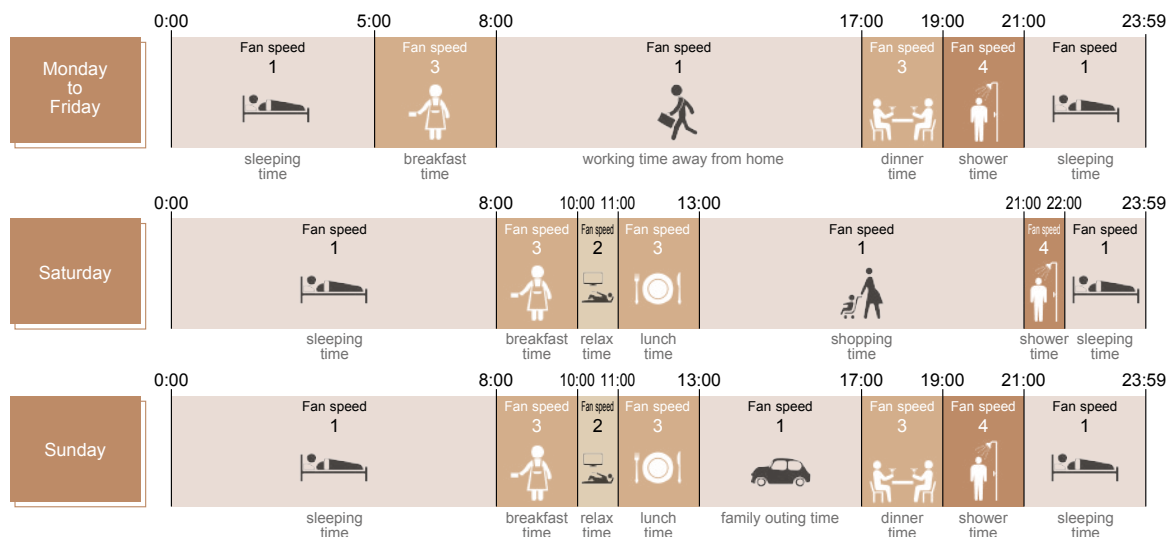 0:00 5:00 8:00 17:00 19:00 21:00 23:59
Monday
to
Friday
Fan speed Fan speed Fan speed Fan speed Fan speed Fan speed
1 3 1 3 4 1
sleeping breakfast working time away from home dinner shower sleeping
time time time time time
0:00 8:00 10:00 11:00 13:00 21:00 22:00 23:59
Saturday
Fan speed Fan speed Fan speed Fan speed Fan speed Fan speed Fan speed
1 3 2 3 1 4 1
sleeping breakfast relax lunch shopping shower sleeping
time time time time time time time
0:00 8:00 10:00 11:00 13:00 17:00 19:00 21:00 23:59
Sunday
Fan speed Fan speed Fan speed Fan speed Fan speed Fan speed Fan speed Fan speed
1 3 2 3 1 3 4 1
sleeping breakfast relax lunch family outing time dinner shower sleeping
time time time time time time time